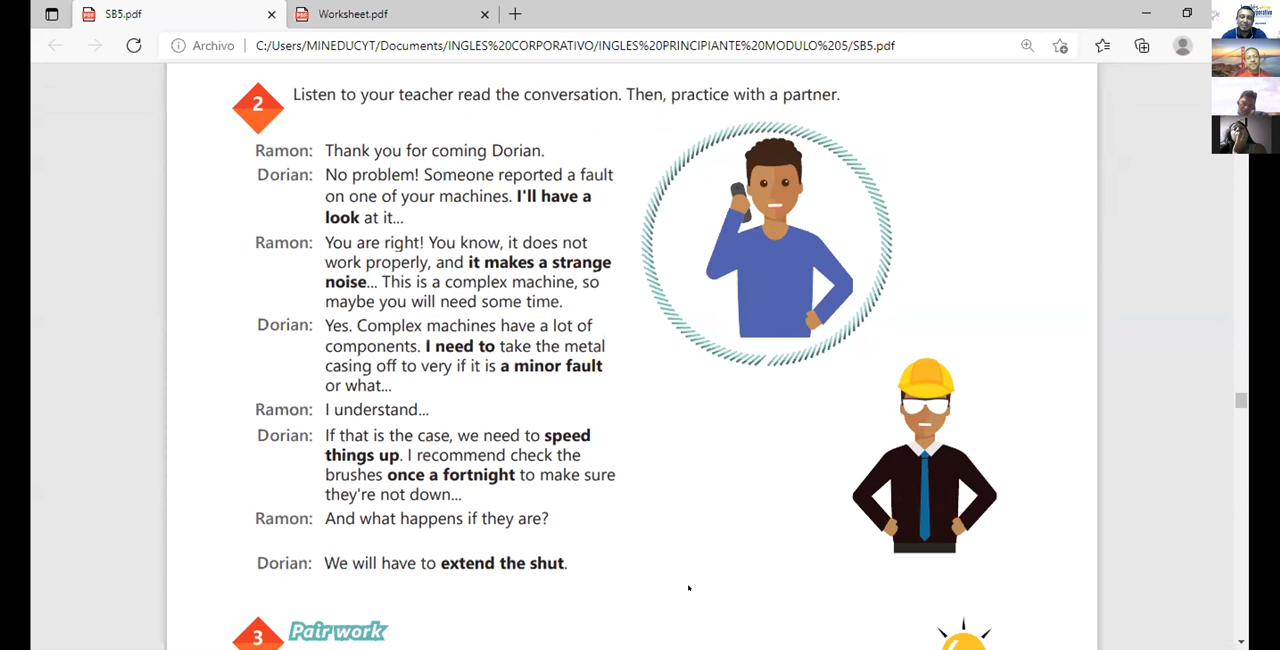 SB5.pdf
Worksheet.pdf
Archivo
C:/Users/MINEDUCYT/Documents/INGLES%20CORPORATIVO/INGLES%20PRINCIPIANTE%20MODULO%205/SB5.pdf
2 Listen to your teacher read the conversation. Then, practice with a partner.
Ramon: Thank you for coming Dorian.
Dorian: No problem! Someone reported a fault
on one of your machines. I'll have a
look at it...
Ramon: You are right! You know, it does not
work properly, and it makes a strange
noise... This is a complex machine, so
maybe you will need some time.
Dorian: Yes. Complex machines have a lot of
components. I need to take the metal
casing off to very if it is a minor fault
or what...
Ramon: I understand...
Dorian: If that is the case, we need to speed
things up. I recommend check the
brushes once a fortnight to make sure
they're not down...
Ramon: And what happens if they are?
Dorian: We will have to extend the shut.
3 Pair work